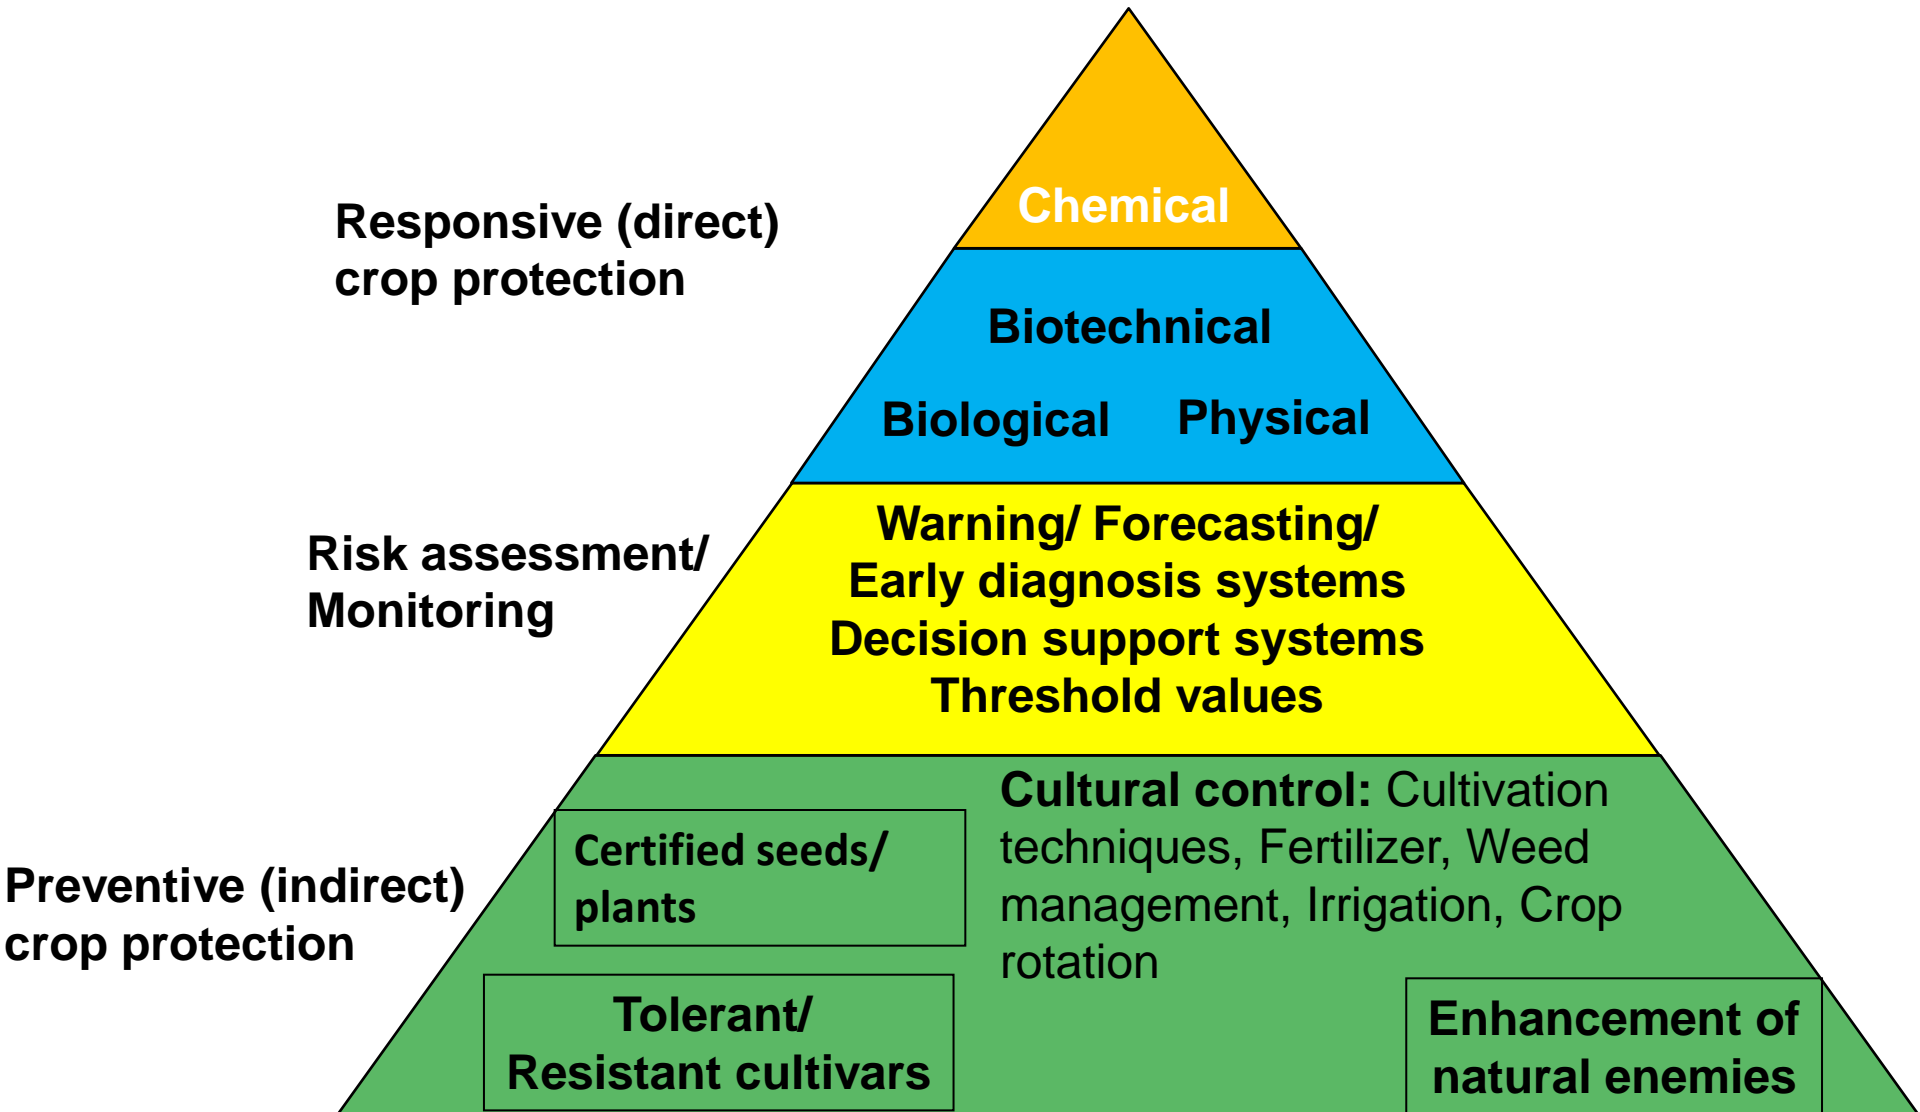 Chemical
Responsive (direct)
crop protection
Biotechnical
Biological Physical
Warning/ Forecasting/
Early diagnosis systems
Decision support systems
Threshold values
Risk assessment/
Monitoring
Cultural control: Cultivation
techniques, Fertilizer, Weed
management, Irrigation, Crop
rotation
Certified seeds/
plants
Preventive (indirect)
crop protection
Tolerant/
Resistant cultivars
Enhancement of
natural enemies